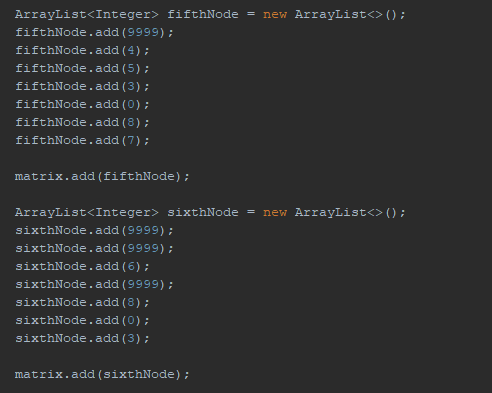 ArrayList<Integer> fifthNode = new ArrayList<>();
fifthNode.add(9999);
fifthNode.add(4);
fifthNode.add(5);
fifthNode.add(3);
fifthNode.add(0);
fifthNode.add(8);
fifthNode.add(7);
matrix.add(fifthNode);
ArrayList<Integer> sixthNode = new ArrayList<>();
sixthNode.add(9999);
sixthNode.add(9999);
sixthNode.add(6);
sixthNode.add(9999);
sixthNode.add(8);
sixthNode.add(0);
sixthNode.add(3);
matrix.add(sixthNode);